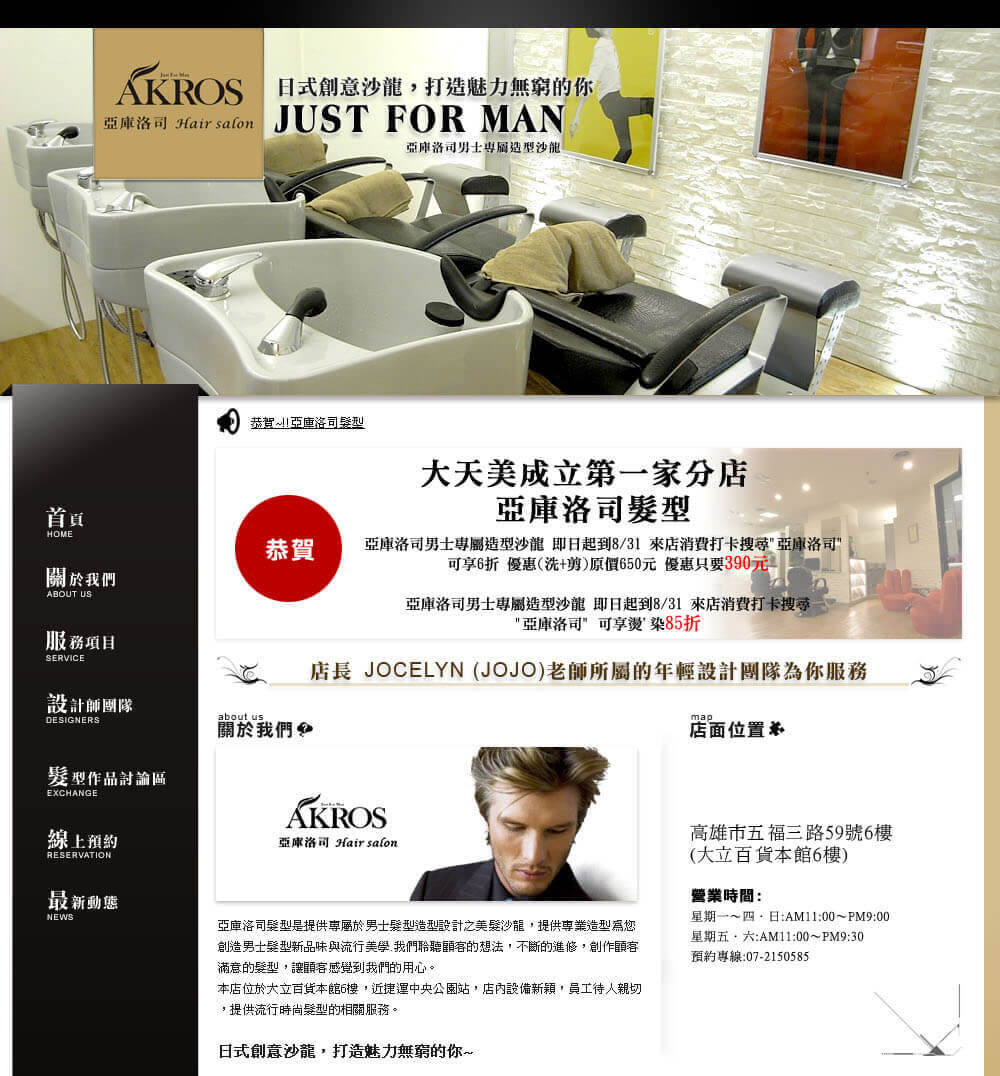 Just For Man
AKROS
亞庫洛司 Hair salon
日式創意沙龍,打造魅力無窮的你
JUST FOR MAN
亞庫洛司男士專屬造型沙龍
首頁
HOME
關於我們
ABOUT US
服務項目
SERVICE
設計師團隊
DESIGNERS
髮型作品討論區
EXCHANGE
線上預約
RESERVATION
最新動態
NEWS
恭賀~!!亞庫洛司髮型
恭賀
大天美成立第一家分店
亞庫洛司髮型
亞庫洛司男士專屬造型沙龍 即日起到8/31 來店消費打卡搜尋"亞庫洛司"
可享6折 優惠(洗+剪)原價650元 優惠只要390元
亞庫洛司男士專屬造型沙龍 即日起到8/31 來店消費打卡搜尋
"亞庫洛司" 可享燙'染85折
店長 JOCELYN (JOJO)老師所屬的年輕設計團隊為你服務
about us
關於我們
Just For Man
AKROS
亞庫洛司 Hair salon
亞庫洛司髮型是提供專屬於男士髮型造型設計之美髮沙龍,提供專業造型爲您
創造男士髮型新品味與流行美學.我們聆聽顧客的想法,不斷的進修,創作顧客
滿意的髮型,讓顧客感覺到我們的用心。
本店位於大立百貨本館6樓,近捷運中央公園站,店內設備新穎,員工待人親切
,提供流行時尚髮型的相關服務。
日式創意沙龍,打造魅力無窮的你~
map
店面位置
高雄市五福三路59號6樓
(大立百貨本館6樓)
營業時間:
星期一~四.日:AM11:00~PM9:00
星期五.六:AM11:00~PM9:30
預約專線:07-2150585